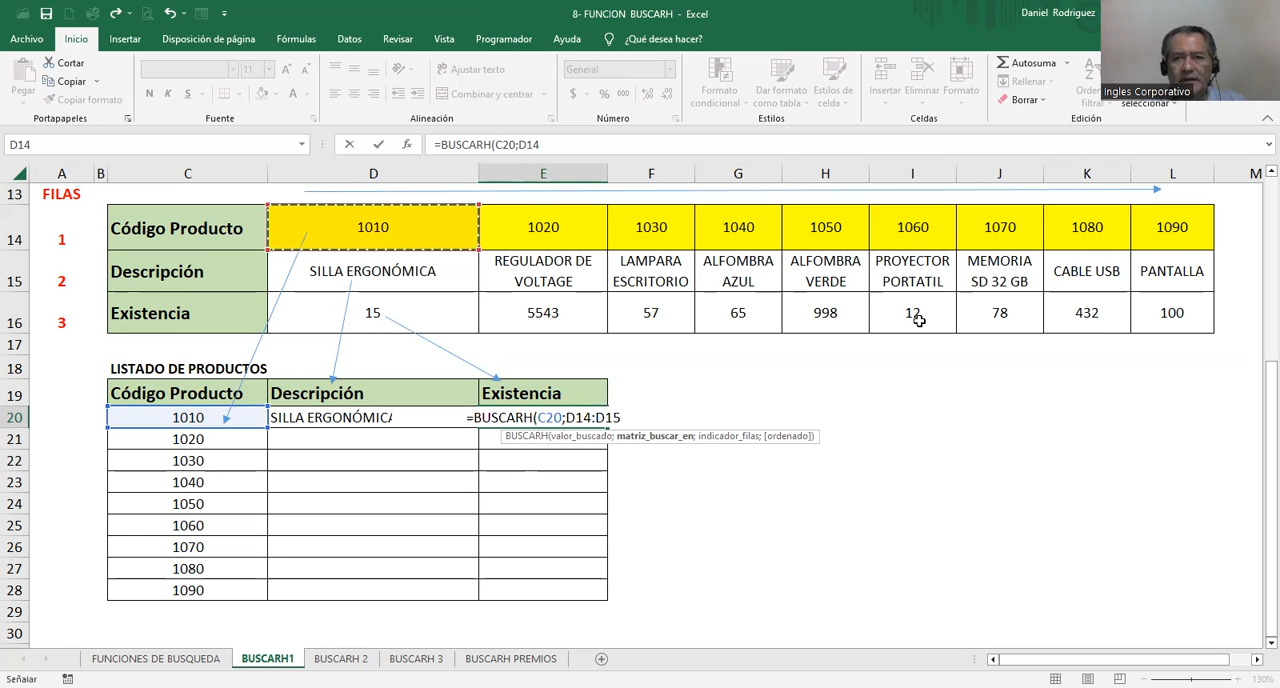 8- FUNCION BUSCARH - Excel
Daniel Rodriguez
Archivo Inicio Insertar Disposición de página Fórmulas Datos Revisar Vista Programador Ayuda ¿Qué desea hacer?
Pegar
Cortar
Copiar
Copiar formato
Portapapeles
11
N K S
Fuente
Ajustar texto
Combinar y centrar
Alineación
General
$ % 000
Número
Formato condicional
Dar formato como tabla
Estilos de celda
Estilos
Insertar Eliminar Formato
Celdas
Autosuma
Rellenar
Borrar
seleccionar
Edición
Ingles Corporativo
D14
fx
=BUSCARH(C20;D14
A B C D E F G H I J K L M
13 FILAS
14 1 Código Producto 1010 1020 1030 1040 1050 1060 1070 1080 1090
15 2 Descripción SILLA ERGONÓMICA REGULADOR DE VOLTAGE LAMPARA ESCRITORIO ALFOMBRA AZUL ALFOMBRA VERDE PROYECTOR PORTATIL MEMORIA SD 32 GB CABLE USB PANTALLA
16 3 Existencia 15 5543 57 65 998 12 78 432 100
17
18 LISTADO DE PRODUCTOS
19 Código Producto Descripción Existencia
20 1010 SILLA ERGONÓMICA =BUSCARH(C20;D14:D15
BUSCARH(valor_buscado; matriz_buscar_en; indicador_filas; [ordenado])
21 1020
22 1030
23 1040
24 1050
25 1060
26 1070
27 1080
28 1090
29
30
FUNCIONES DE BUSQUEDA BUSCARH1 BUSCARH 2 BUSCARH 3 BUSCARH PREMIOS
Señalar
130%